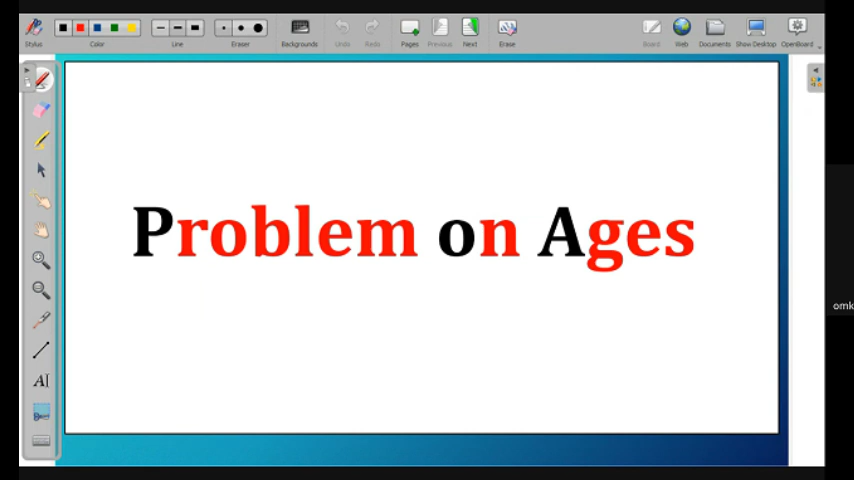 Stylus
Color
Line
Eraser
Backgrounds
Undo
Redo
Pages
Previous
Next
Erase
Board
Web
Documents
Show Desktop
OpenBoard
Problem on Ages
AI
omk